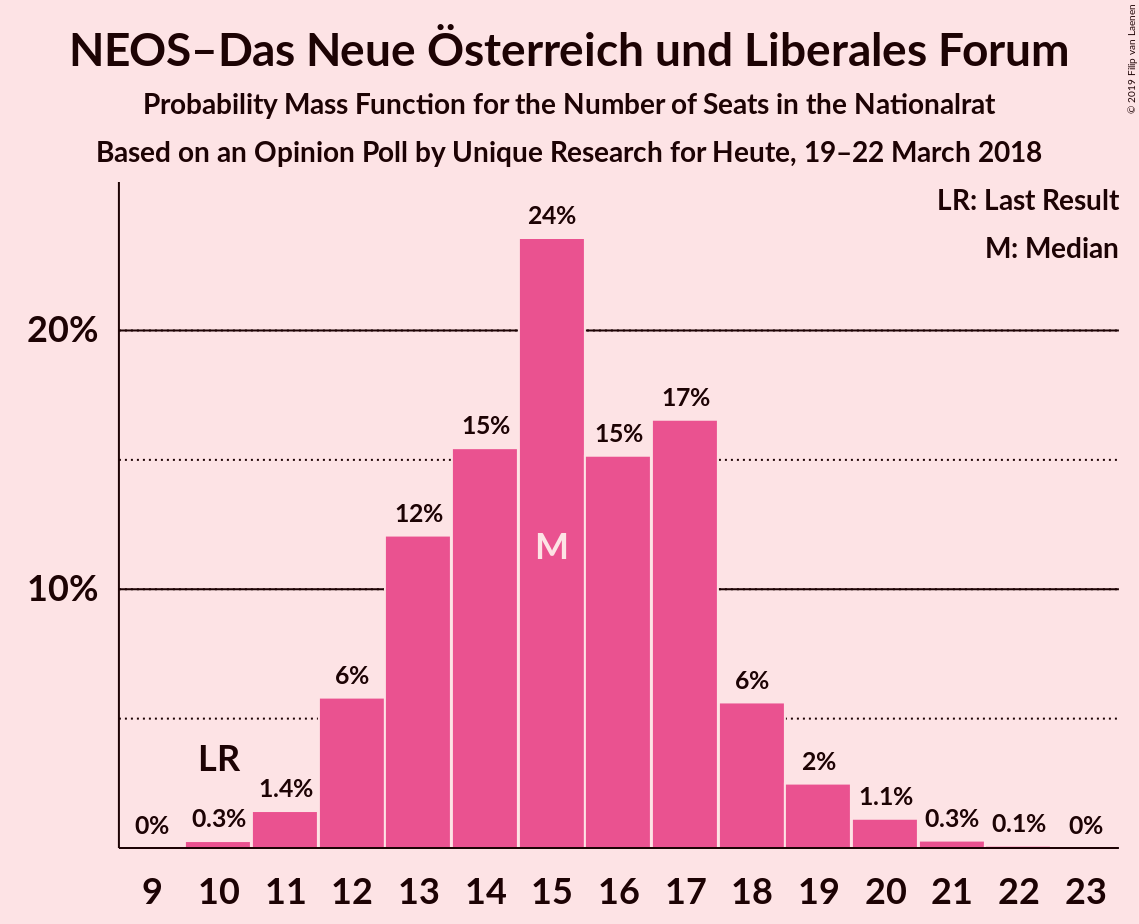 NEOS–Das Neue Österreich und Liberales Forum
Probability Mass Function for the Number of Seats in the Nationalrat
Based on an Opinion Poll by Unique Research for Heute, 19–22 March 2018
© 2019 Filip van Laenen
LR: Last Result
M: Median
20%
10%
0%
0.3%
1.4%
6%
12%
15%
24%
15%
17%
6%
2%
1.1%
0.3%
0.1%
0%
LR
M
9 10 11 12 13 14 15 16 17 18 19 20 21 22 23